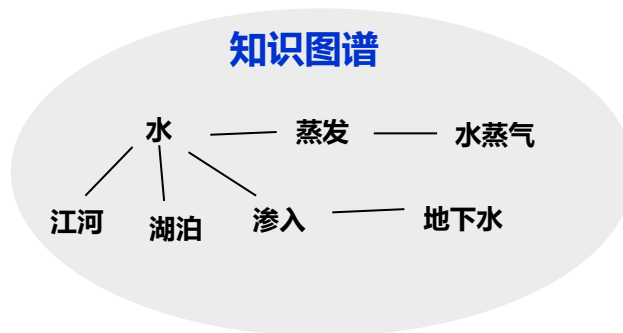 知识图谱
水 蒸发 水蒸气
江河 湖泊 渗入 地下水